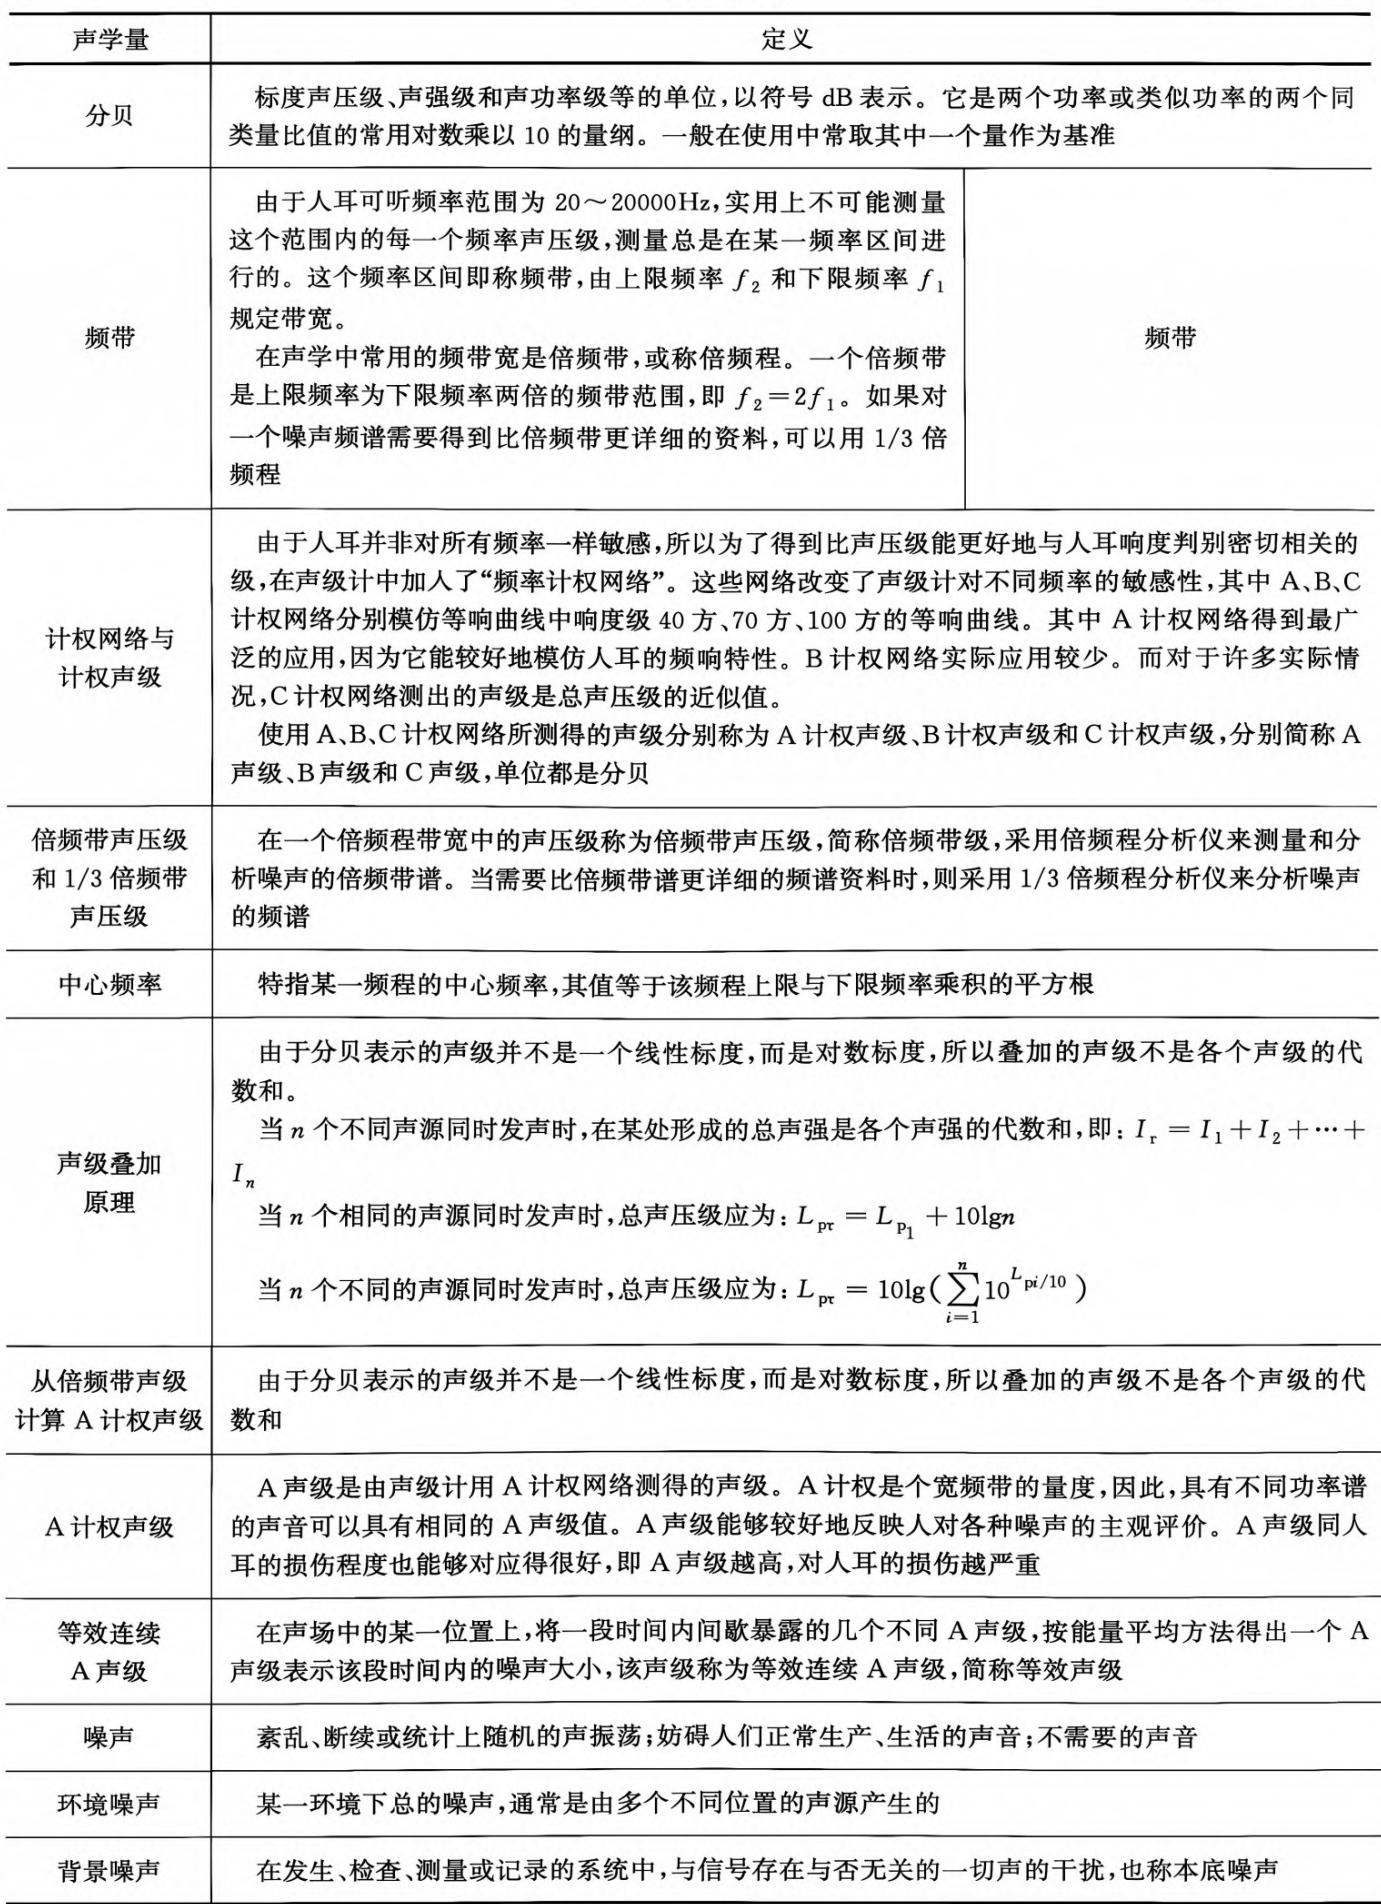 声学量 定义
分贝
标度声压级、声强级和声功率级等的单位,以符号 dB 表示。它是两个功率或类似功率的两个同
类量比值的常用对数乘以 10 的量纲。一般在使用中常取其中一个量作为基准
频带
由于人耳可听频率范围为 20～20000Hz,实用上不可能测量
这个范围内的每一个频率声压级,测量总是在某一频率区间进
行的。这个频率区间即称频带,由上限频率 f₂ 和下限频率 f₁
规定带宽。
在声学中常用的频带宽是倍频带,或称倍频程。一个倍频带
是上限频率为下限频率两倍的频带范围,即 f₂=2f₁。如果对
一个噪声频谱需要得到比倍频带更详细的资料,可以用 1/3 倍
频程
频带
计权网络与
计权声级
由于人耳并非对所有频率一样敏感,所以为了得到比声压级能更好地与人耳响度判别密切相关的
级,在声级计中加人了“频率计权网络”。这些网络改变了声级计对不同频率的敏感性,其中 A、B、C
计权网络分别模仿等响曲线中响度级 40 方、70 方、100 方的等响曲线。其中 A 计权网络得到最广
泛的应用,因为它能较好地模仿人耳的频响特性。B 计权网络实际应用较少。而对于许多实际情
况,C 计权网络测出的声级是总声压级的近似值。
使用 A、B、C 计权网络所测得的声级分别称为 A 计权声级、B 计权声级和 C 计权声级,分别简称 A
声级、B 声级和 C 声级,单位都是分贝
倍频带声压级
和 1/3 倍频带
声压级
在一个倍频程带宽中的声压级称为倍频带声压级,简称倍频带级,采用倍频程分析仪来测量和分
析噪声的倍频带谱。当需要比倍频带谱更详细的频谱资料时,则采用 1/3 倍频程分析仪来分析噪声
的频谱
中心频率
特指某一频程的中心频率,其值等于该频程上限与下限频率乘积的平方根
声级叠加
原理
由于分贝表示的声级并不是一个线性标度,而是对数标度,所以叠加的声级不是各个声级的代
数和。
当 n 个不同声源同时发声时,在某处形成的总声强是各个声强的代数和,即: I_r = I₁+I₂+⋯+
I_n
当 n 个相同的声源同时发声时,总声压级应为: L_pτ = L_p₁ + 10lgn
当 n 个不同的声源同时发声时,总声压级应为: L_pτ = 10lg(∑_{i=1}^{n} 10^{L_pi/10})
从倍频带声级
计算 A 计权声级
由于分贝表示的声级并不是一个线性标度,而是对数标度,所以叠加的声级不是各个声级的代
数和
A 计权声级
A 声级是由声级计用 A 计权网络测得的声级。A 计权是个宽频带的量度,因此,具有不同功率谱
的声音可以具有相同的 A 声级值。A 声级能够较好地反映人对各种噪声的主观评价。A 声级同人
耳的损伤程度也能够对应得很好,即 A 声级越高,对人耳的损伤越严重
等效连续
A 声级
在声场中的某一位置上,将一段时间内间歇暴露的几个不同 A 声级,按能量平均方法得出一个 A
声级表示该段时间内的噪声大小,该声级称为等效连续 A 声级,简称等效声级
噪声
紊乱、断续或统计上随机的声振荡;妨碍人们正常生产、生活的声音;不需要的声音
环境噪声
某一环境下总的噪声,通常是由多个不同位置的声源产生的
背景噪声
在发生、检查、测量或记录的系统中,与信号存在与否无关的一切声的干扰,也称本底噪声